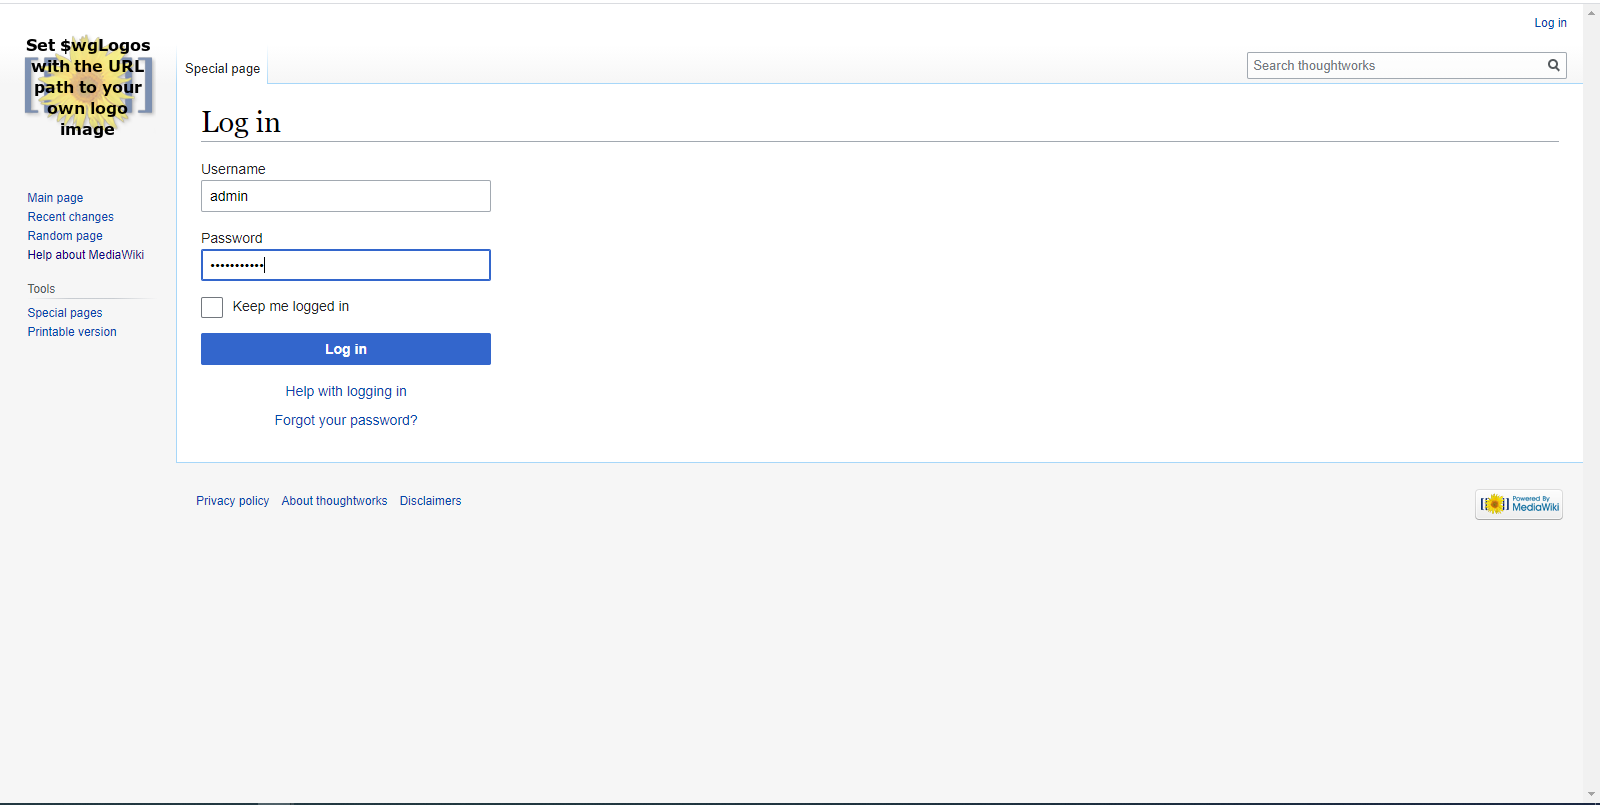 Log in
Set $wgLogos
with the URL
path to your
own logo
image
Special page
Search thoughtworks
Log in
Username
admin
Password
•••••••••••
Keep me logged in
Log in
Help with logging in
Forgot your password?
Main page
Recent changes
Random page
Help about MediaWiki
Tools
Special pages
Printable version
Privacy policy About thoughtworks Disclaimers
Powered By
MediaWiki